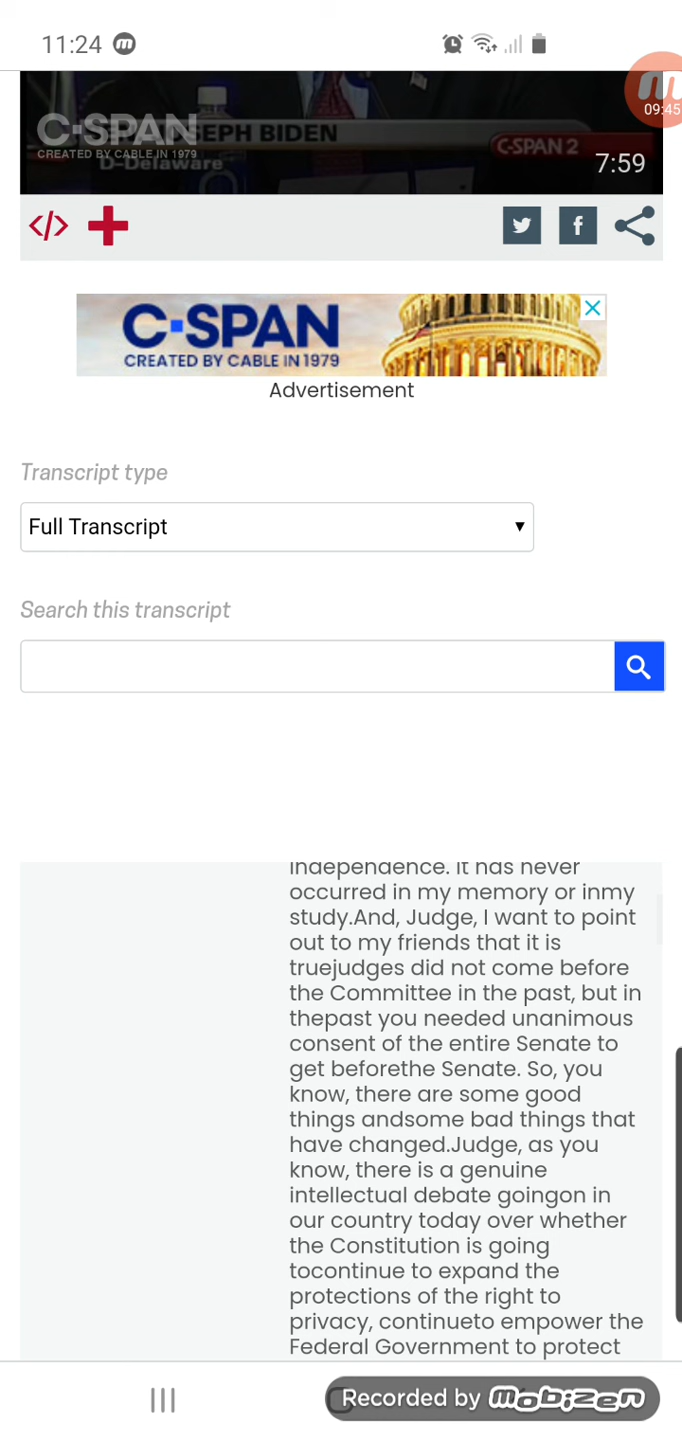 11:24
09:45
C-SPAN
CREATED BY CABLE IN 1979
SEPH BIDEN
D-Delaware
C-SPAN 2
7:59
C-SPAN
CREATED BY CABLE IN 1979
Advertisement
Transcript type
Full Transcript
Search this transcript
independence. It has never
occurred in my memory or inmy
study.And, Judge, I want to point
out to my friends that it is
truejudges did not come before
the Committee in the past, but in
thepast you needed unanimous
consent of the entire Senate to
get beforethe Senate. So, you
know, there are some good
things andsome bad things that
have changed.Judge, as you
know, there is a genuine
intellectual debate goingon in
our country today over whether
the Constitution is going
tocontinue to expand the
protections of the right to
privacy, continueto empower the
Federal Government to protect
Recorded by mobizen